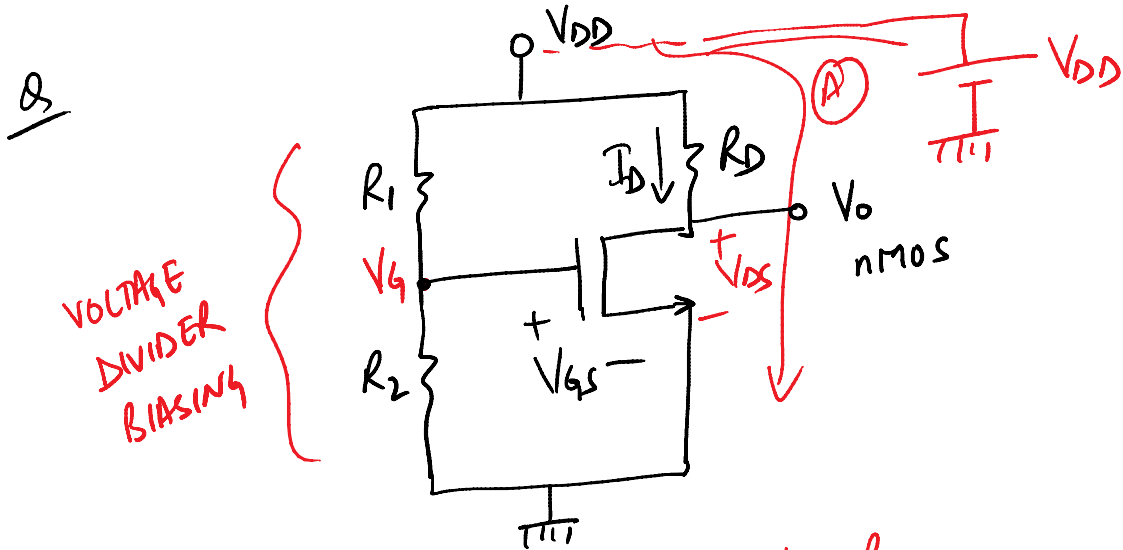 Q
VDD
A
VDD
R1
ID
RD
Vo
nMOS
VG
+
VDS
-
VOLTAGE
DIVIDER
BIASING
R2
+
VGS -